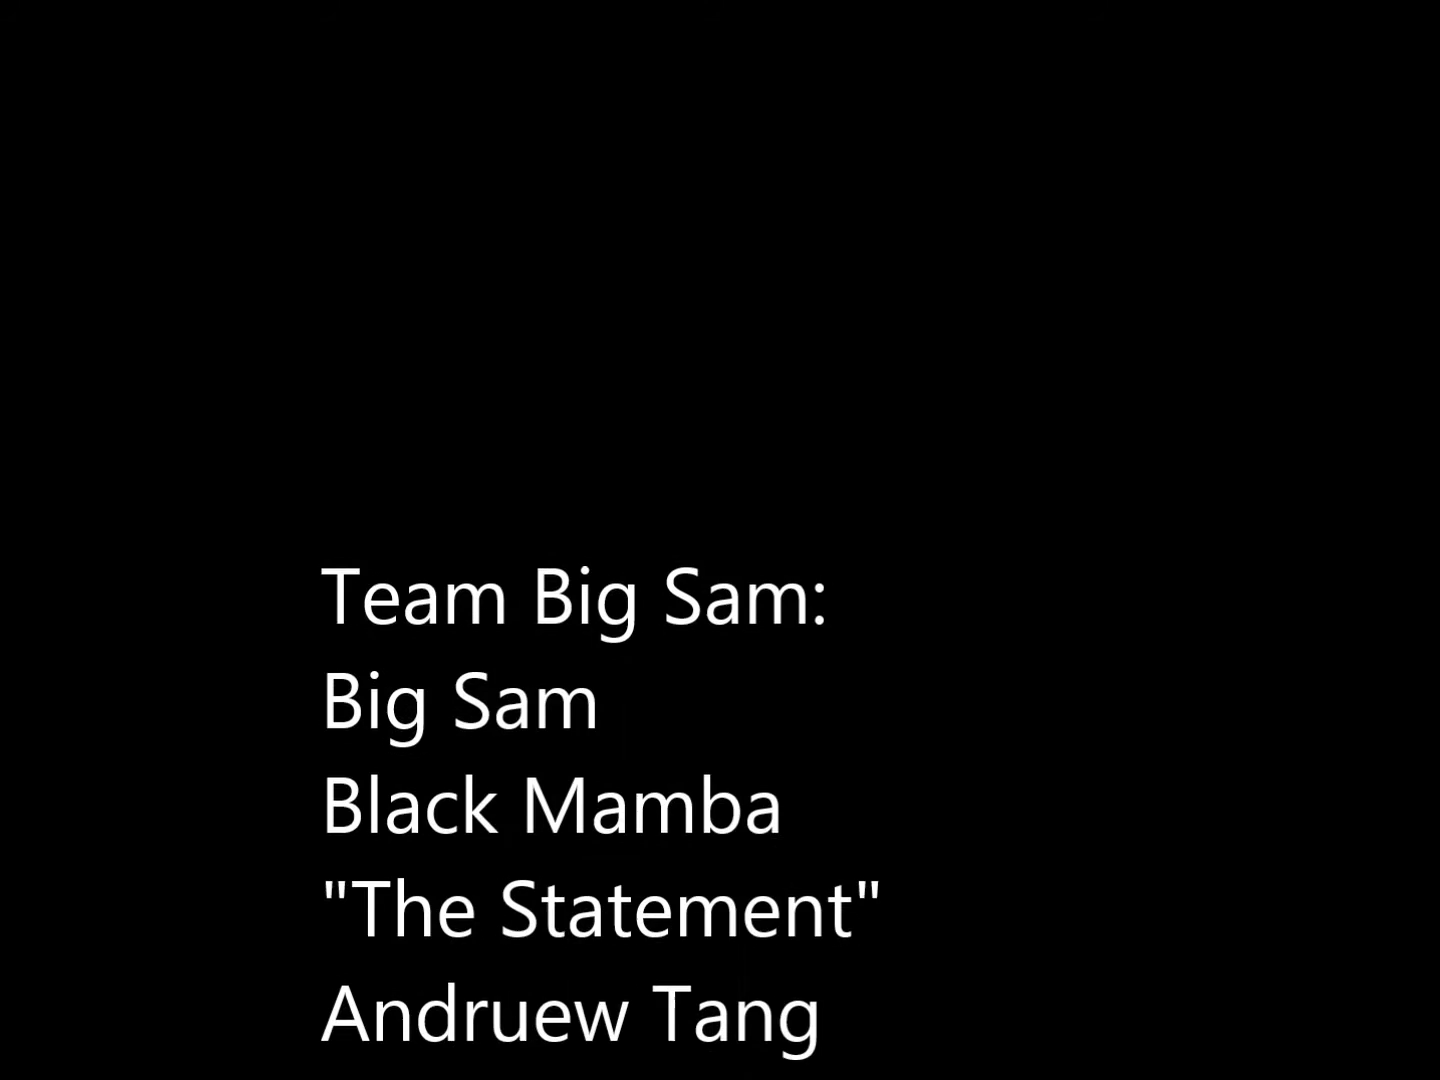 Team Big Sam:
Big Sam
Black Mamba
"The Statement"
Andruew Tang